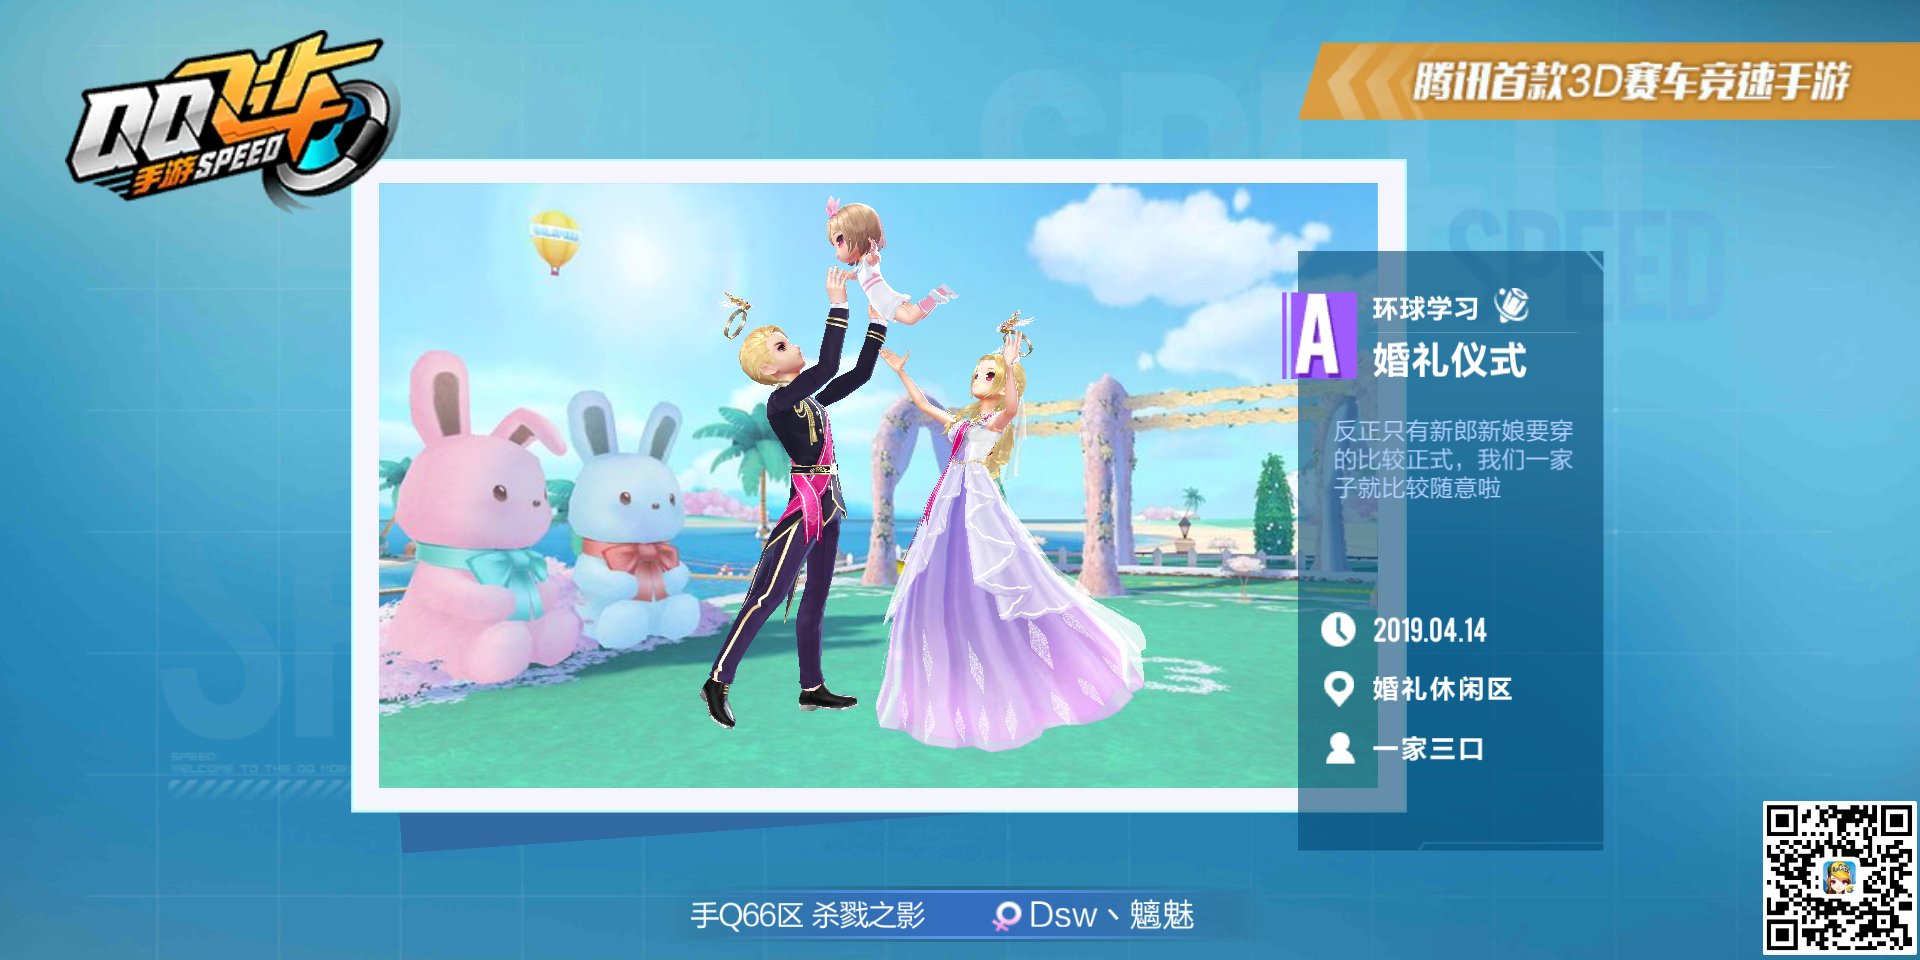 QQ飞车
手游SPEED
腾讯首款3D赛车竞速手游
SPEED
SPEED
A
环球学习
婚礼仪式
反正只有新郎新娘要穿
的比较正式，我们一家
子就比较随意啦
2019.04.14
婚礼休闲区
一家三口
3
SPEED
手Q66区 杀戮之影
Dsw丶魑魅